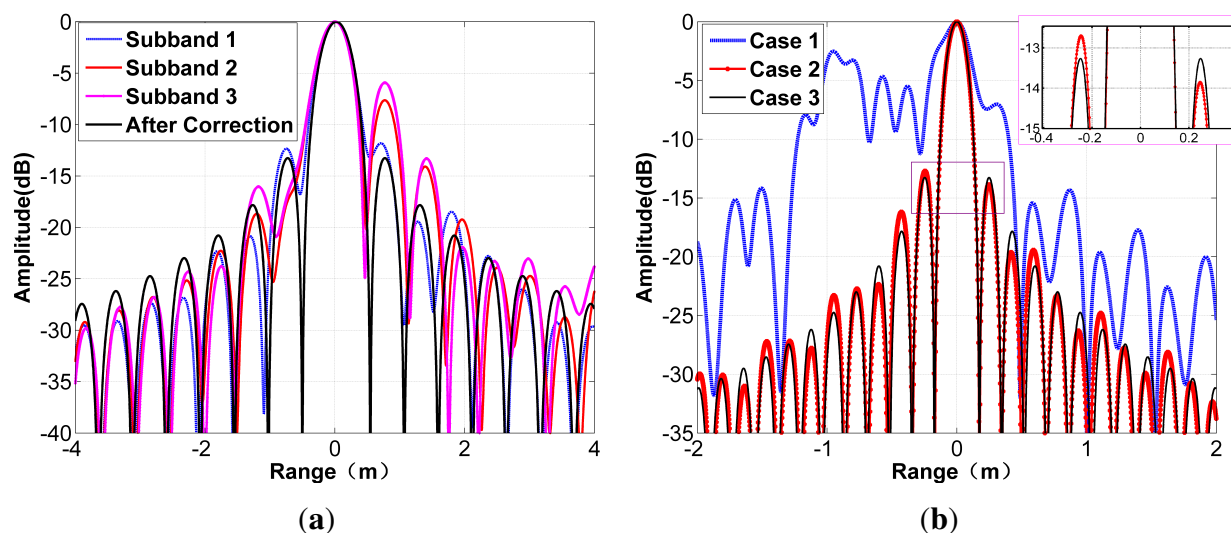 0
-5
-10
-15
-20
-25
-30
-35
-40
Amplitude(dB)
Subband 1
Subband 2
Subband 3
After Correction
-4
-2
0
2
4
Range（m）
(a)
0
-5
-10
-15
-20
-25
-30
-35
Amplitude(dB)
Case 1
Case 2
Case 3
-13
-14
-15
-0.4
-0.2
0
0.2
-2
-1
0
1
2
Range（m）
(b)